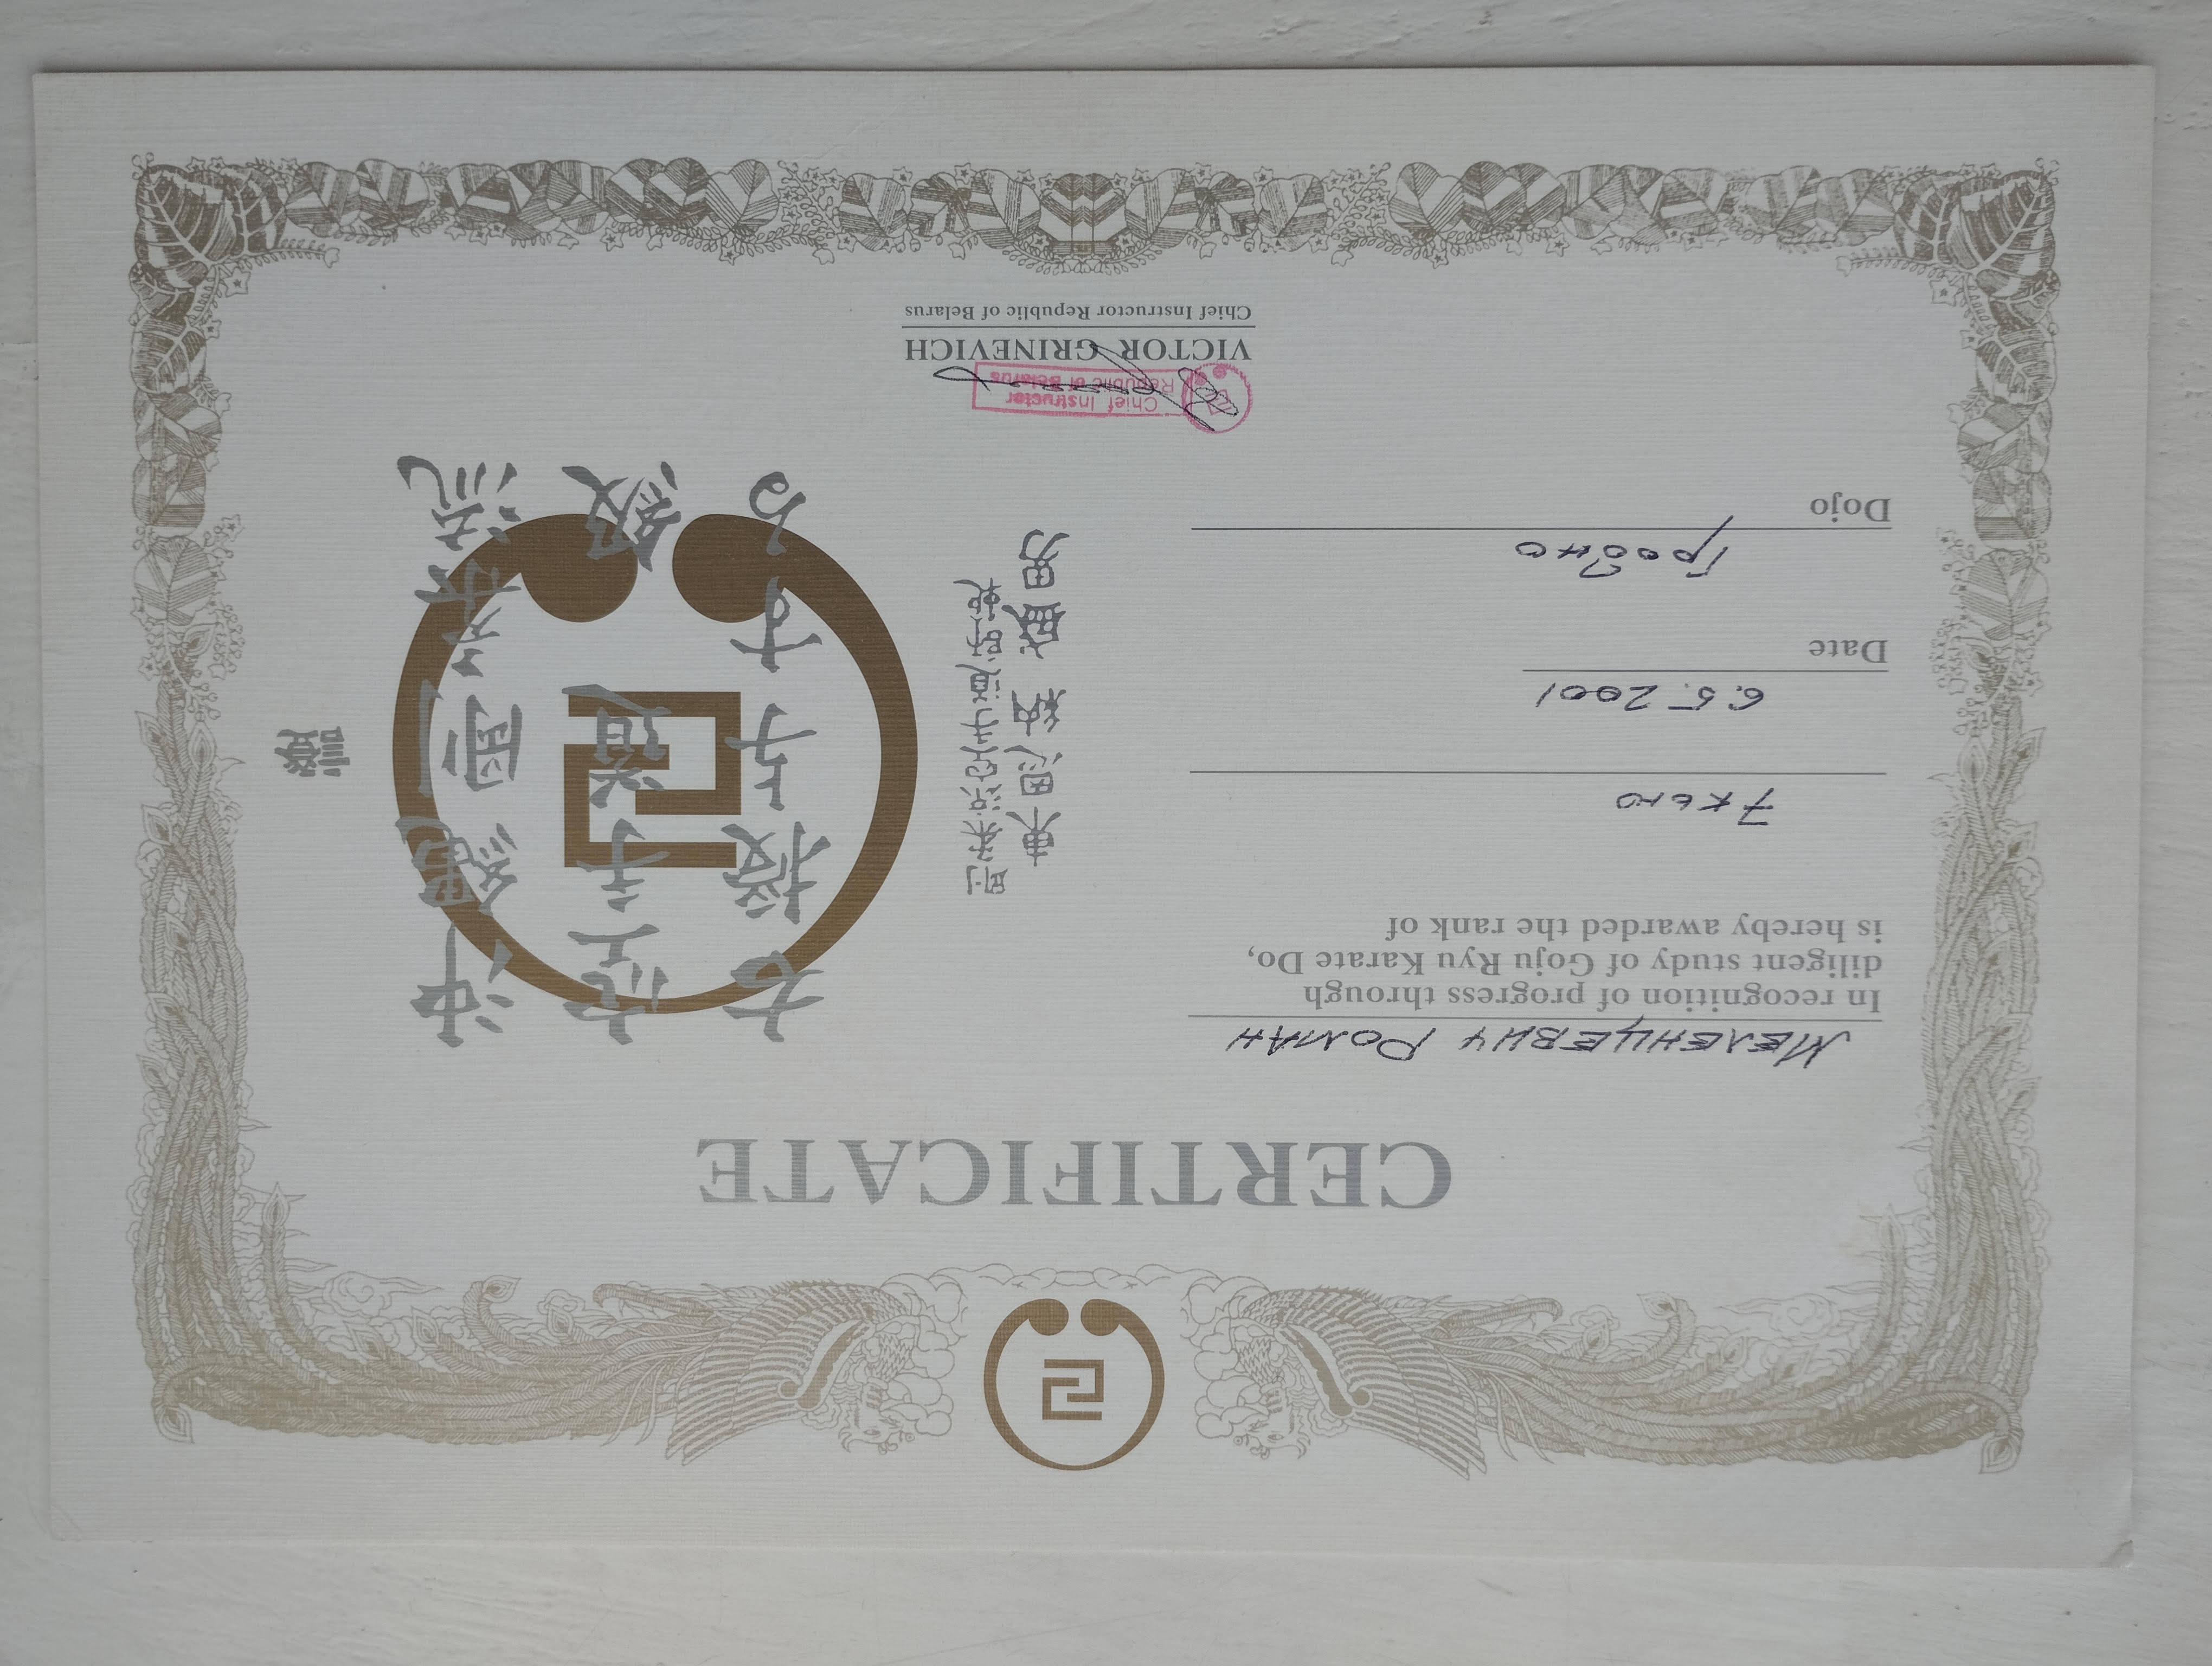 CERTIFICATE
МЕЛЕНЦЕВИЧ РОМАН
In recognition of progress through
diligent study of Goju Ryu Karate Do,
is hereby awarded the rank of
7 кью
6.5.2001
Date
Гродно
Dojo
證
沖縄剛柔流
空手道 級
右授与する
剛柔流空手道師範
東恩納 盛男
Chief Instructor
Republic of Belarus
VICTOR GRINEVICH
Chief Instructor Republic of Belarus